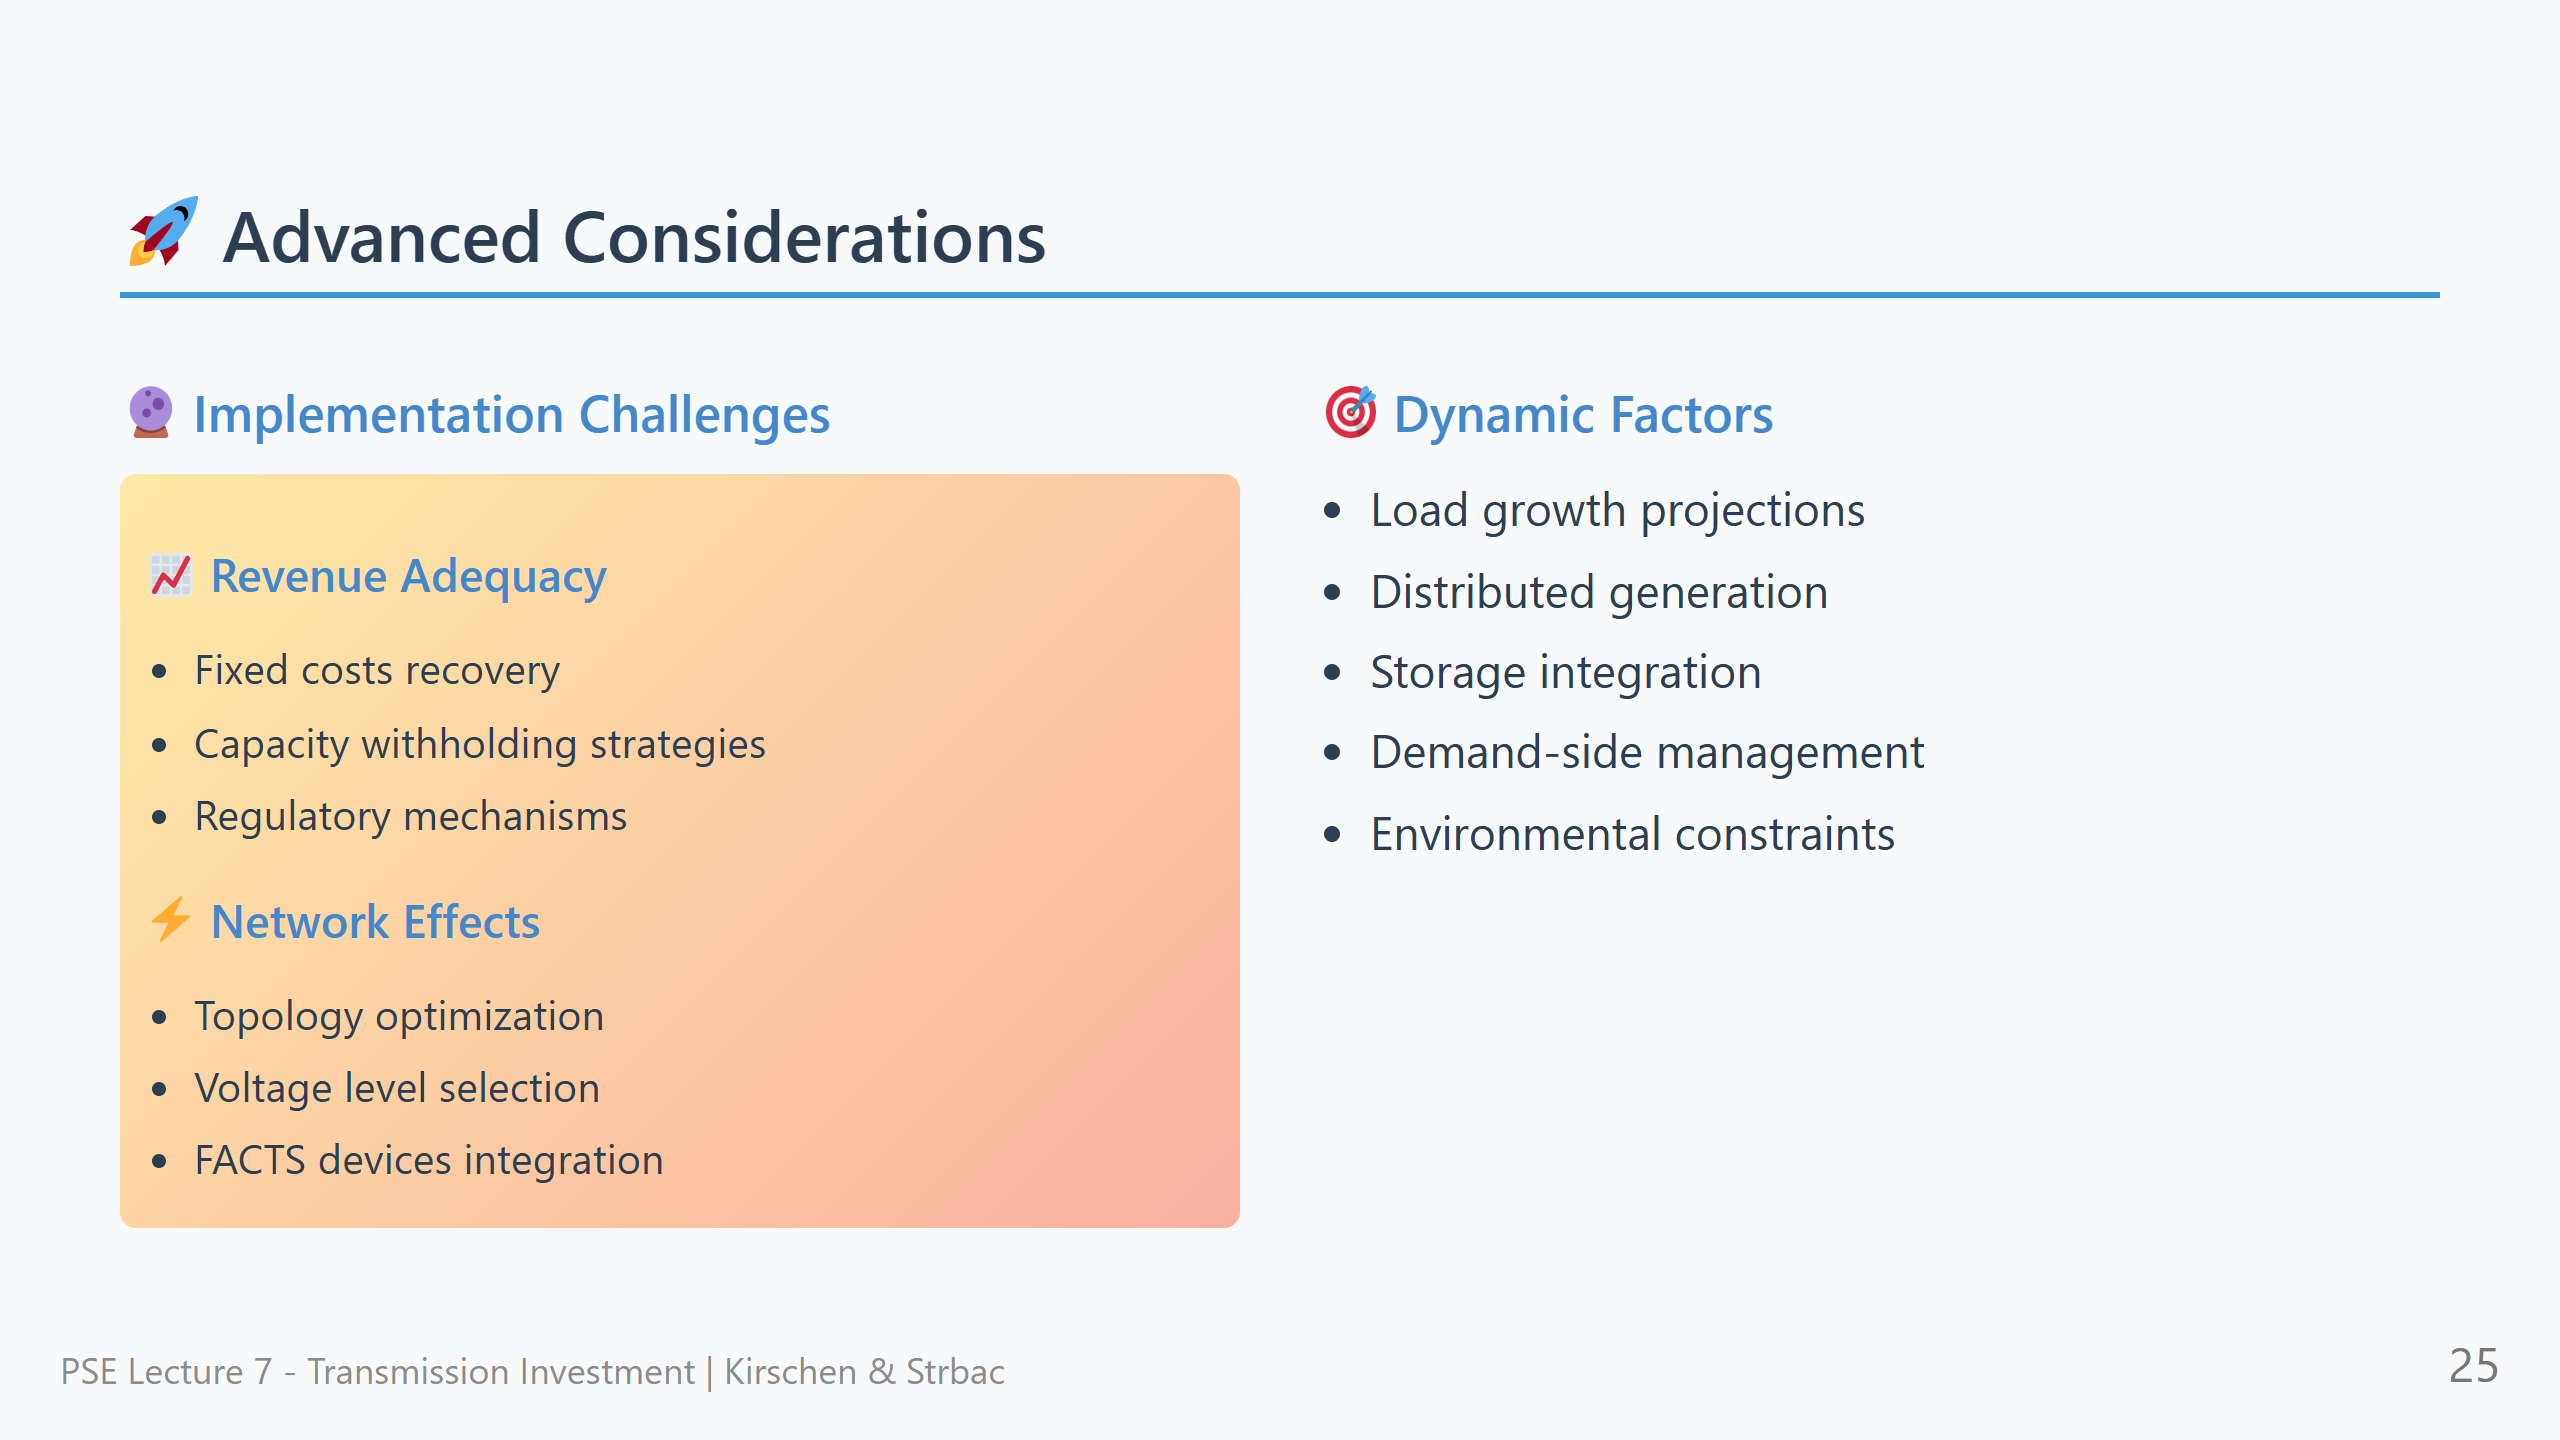 Advanced Considerations
Implementation Challenges
Revenue Adequacy
Fixed costs recovery
Capacity withholding strategies
Regulatory mechanisms
Network Effects
Topology optimization
Voltage level selection
FACTS devices integration
Dynamic Factors
Load growth projections
Distributed generation
Storage integration
Demand-side management
Environmental constraints
PSE Lecture 7 - Transmission Investment | Kirschen & Strbac
25